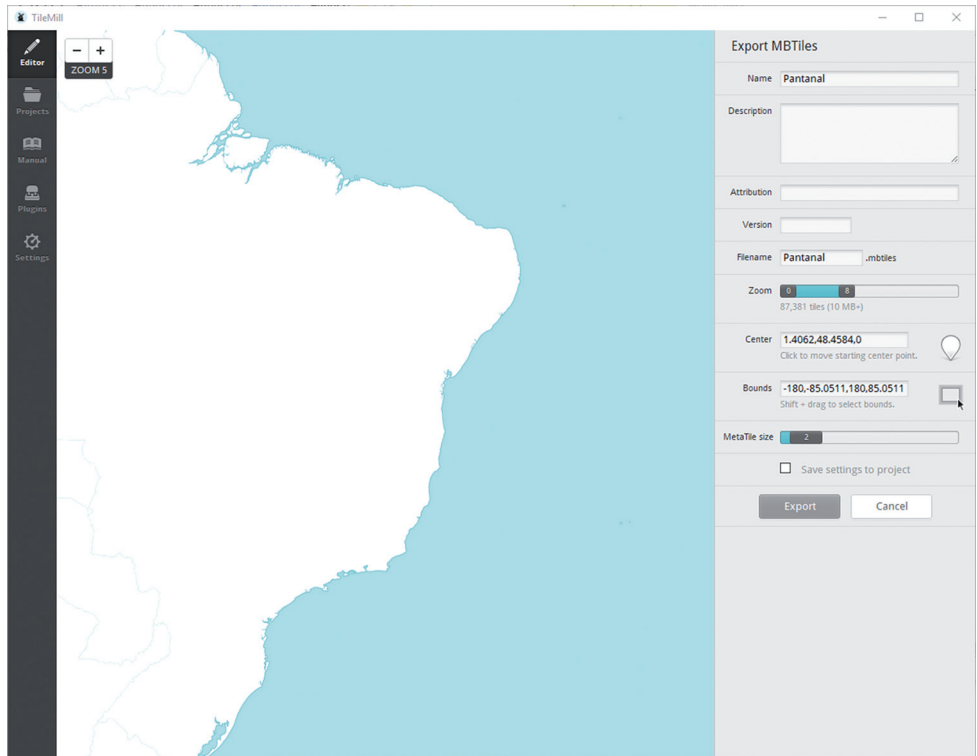 TileMill
Editor
Projects
Manual
Plugins
Settings
− +
ZOOM 5
Export MBTiles
Name Pantanal
Description
Attribution
Version
Filename Pantanal .mbtiles
Zoom 0 8
87,381 tiles (10 MB+)
Center 1.4062,48.4584,0
Click to move starting center point.
Bounds -180,-85.0511,180,85.0511
Shift + drag to select bounds.
MetaTile size 2
Save settings to project
Export Cancel